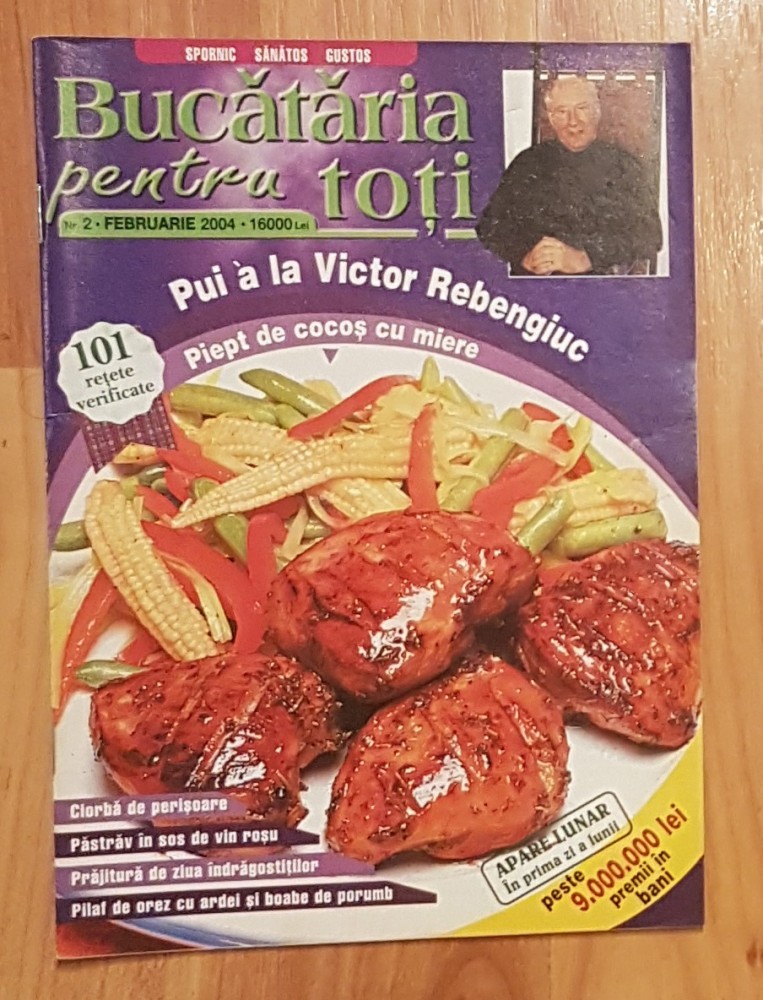 SPORNIC SĂNĂTOS GUSTOS
Bucătăria
pentru toți
Nr. 2 • FEBRUARIE 2004 • 16000 Lei
Pui à la Victor Rebengiuc
Piept de cocoș cu miere
101
rețete
verificate
Ciorbă de perișoare
Păstrăv în sos de vin roșu
Prăjitură de ziua îndrăgostiților
Pilaf de orez cu ardei și boabe de porumb
APARE LUNAR
în prima zi a lunii
peste
9.000.000 lei
premii în
bani